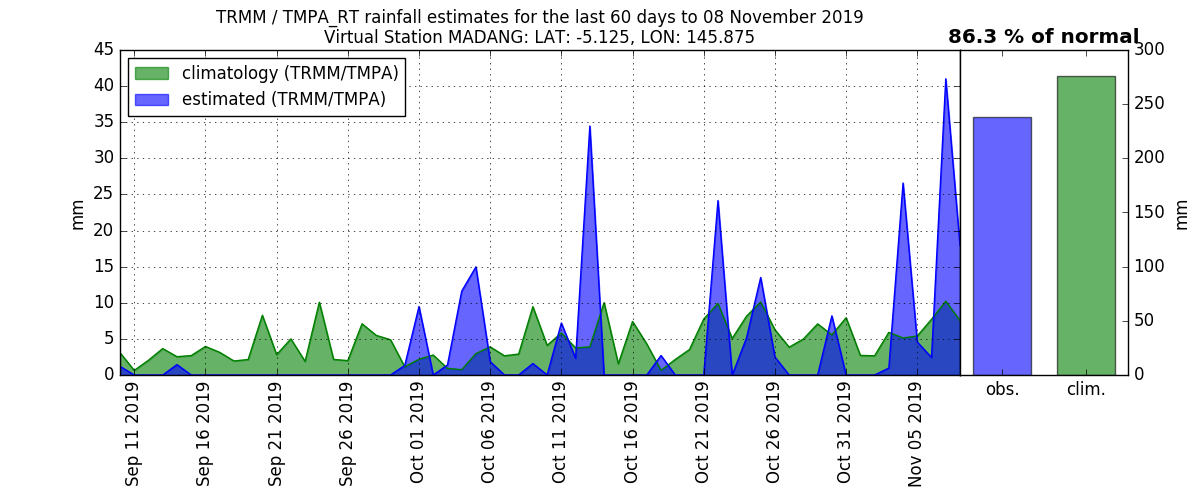 TRMM / TMPA_RT rainfall estimates for the last 60 days to 08 November 2019
Virtual Station MADANG: LAT: -5.125, LON: 145.875
86.3 % of normal
climatology (TRMM/TMPA)
estimated (TRMM/TMPA)
45
40
35
30
25
20
15
10
5
0
mm
300
250
200
150
100
50
0
mm
Sep 11 2019
Sep 16 2019
Sep 21 2019
Sep 26 2019
Oct 01 2019
Oct 06 2019
Oct 11 2019
Oct 16 2019
Oct 21 2019
Oct 26 2019
Oct 31 2019
Nov 05 2019
obs.
clim.